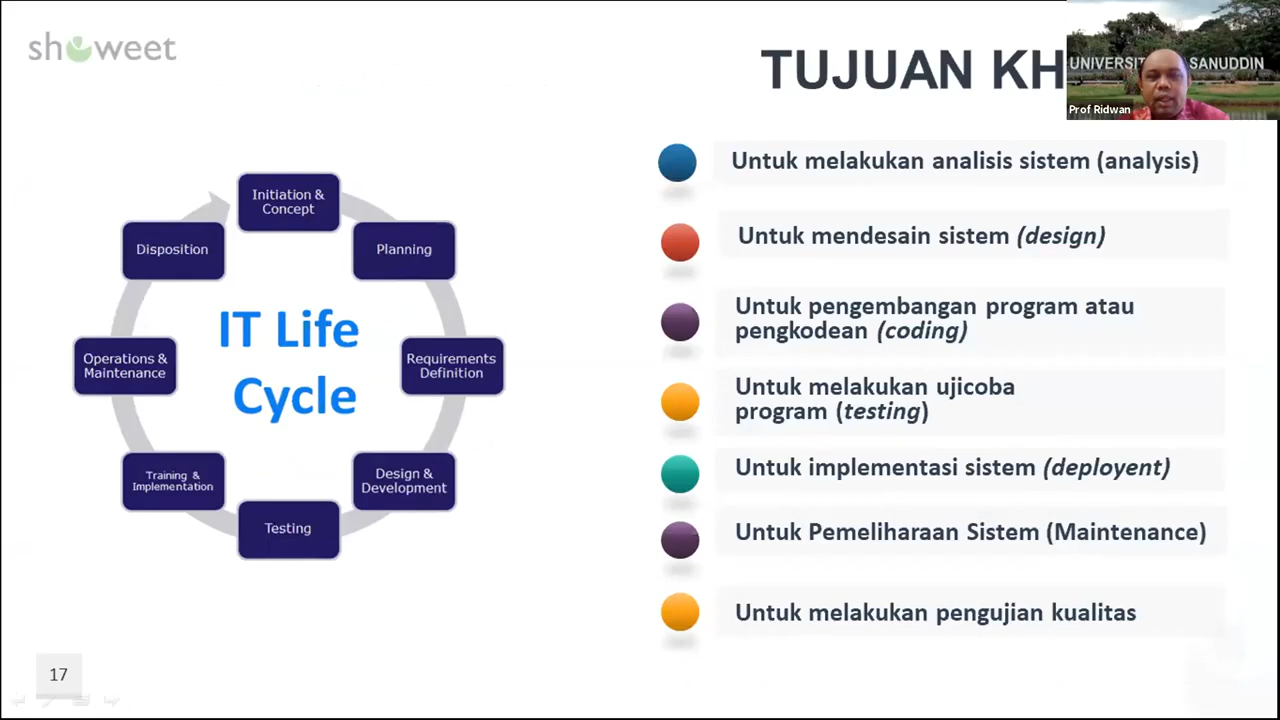 showeet
TUJUAN KH
UNIVERSIT SANUDDIN
Prof Ridwan
Initiation &
Concept
Planning
Requirements
Definition
Design &
Development
Testing
Training &
Implementation
Operations &
Maintenance
Disposition
IT Life
Cycle
Untuk melakukan analisis sistem (analysis)
Untuk mendesain sistem (design)
Untuk pengembangan program atau
pengkodean (coding)
Untuk melakukan ujicoba
program (testing)
Untuk implementasi sistem (deployent)
Untuk Pemeliharaan Sistem (Maintenance)
Untuk melakukan pengujian kualitas
17